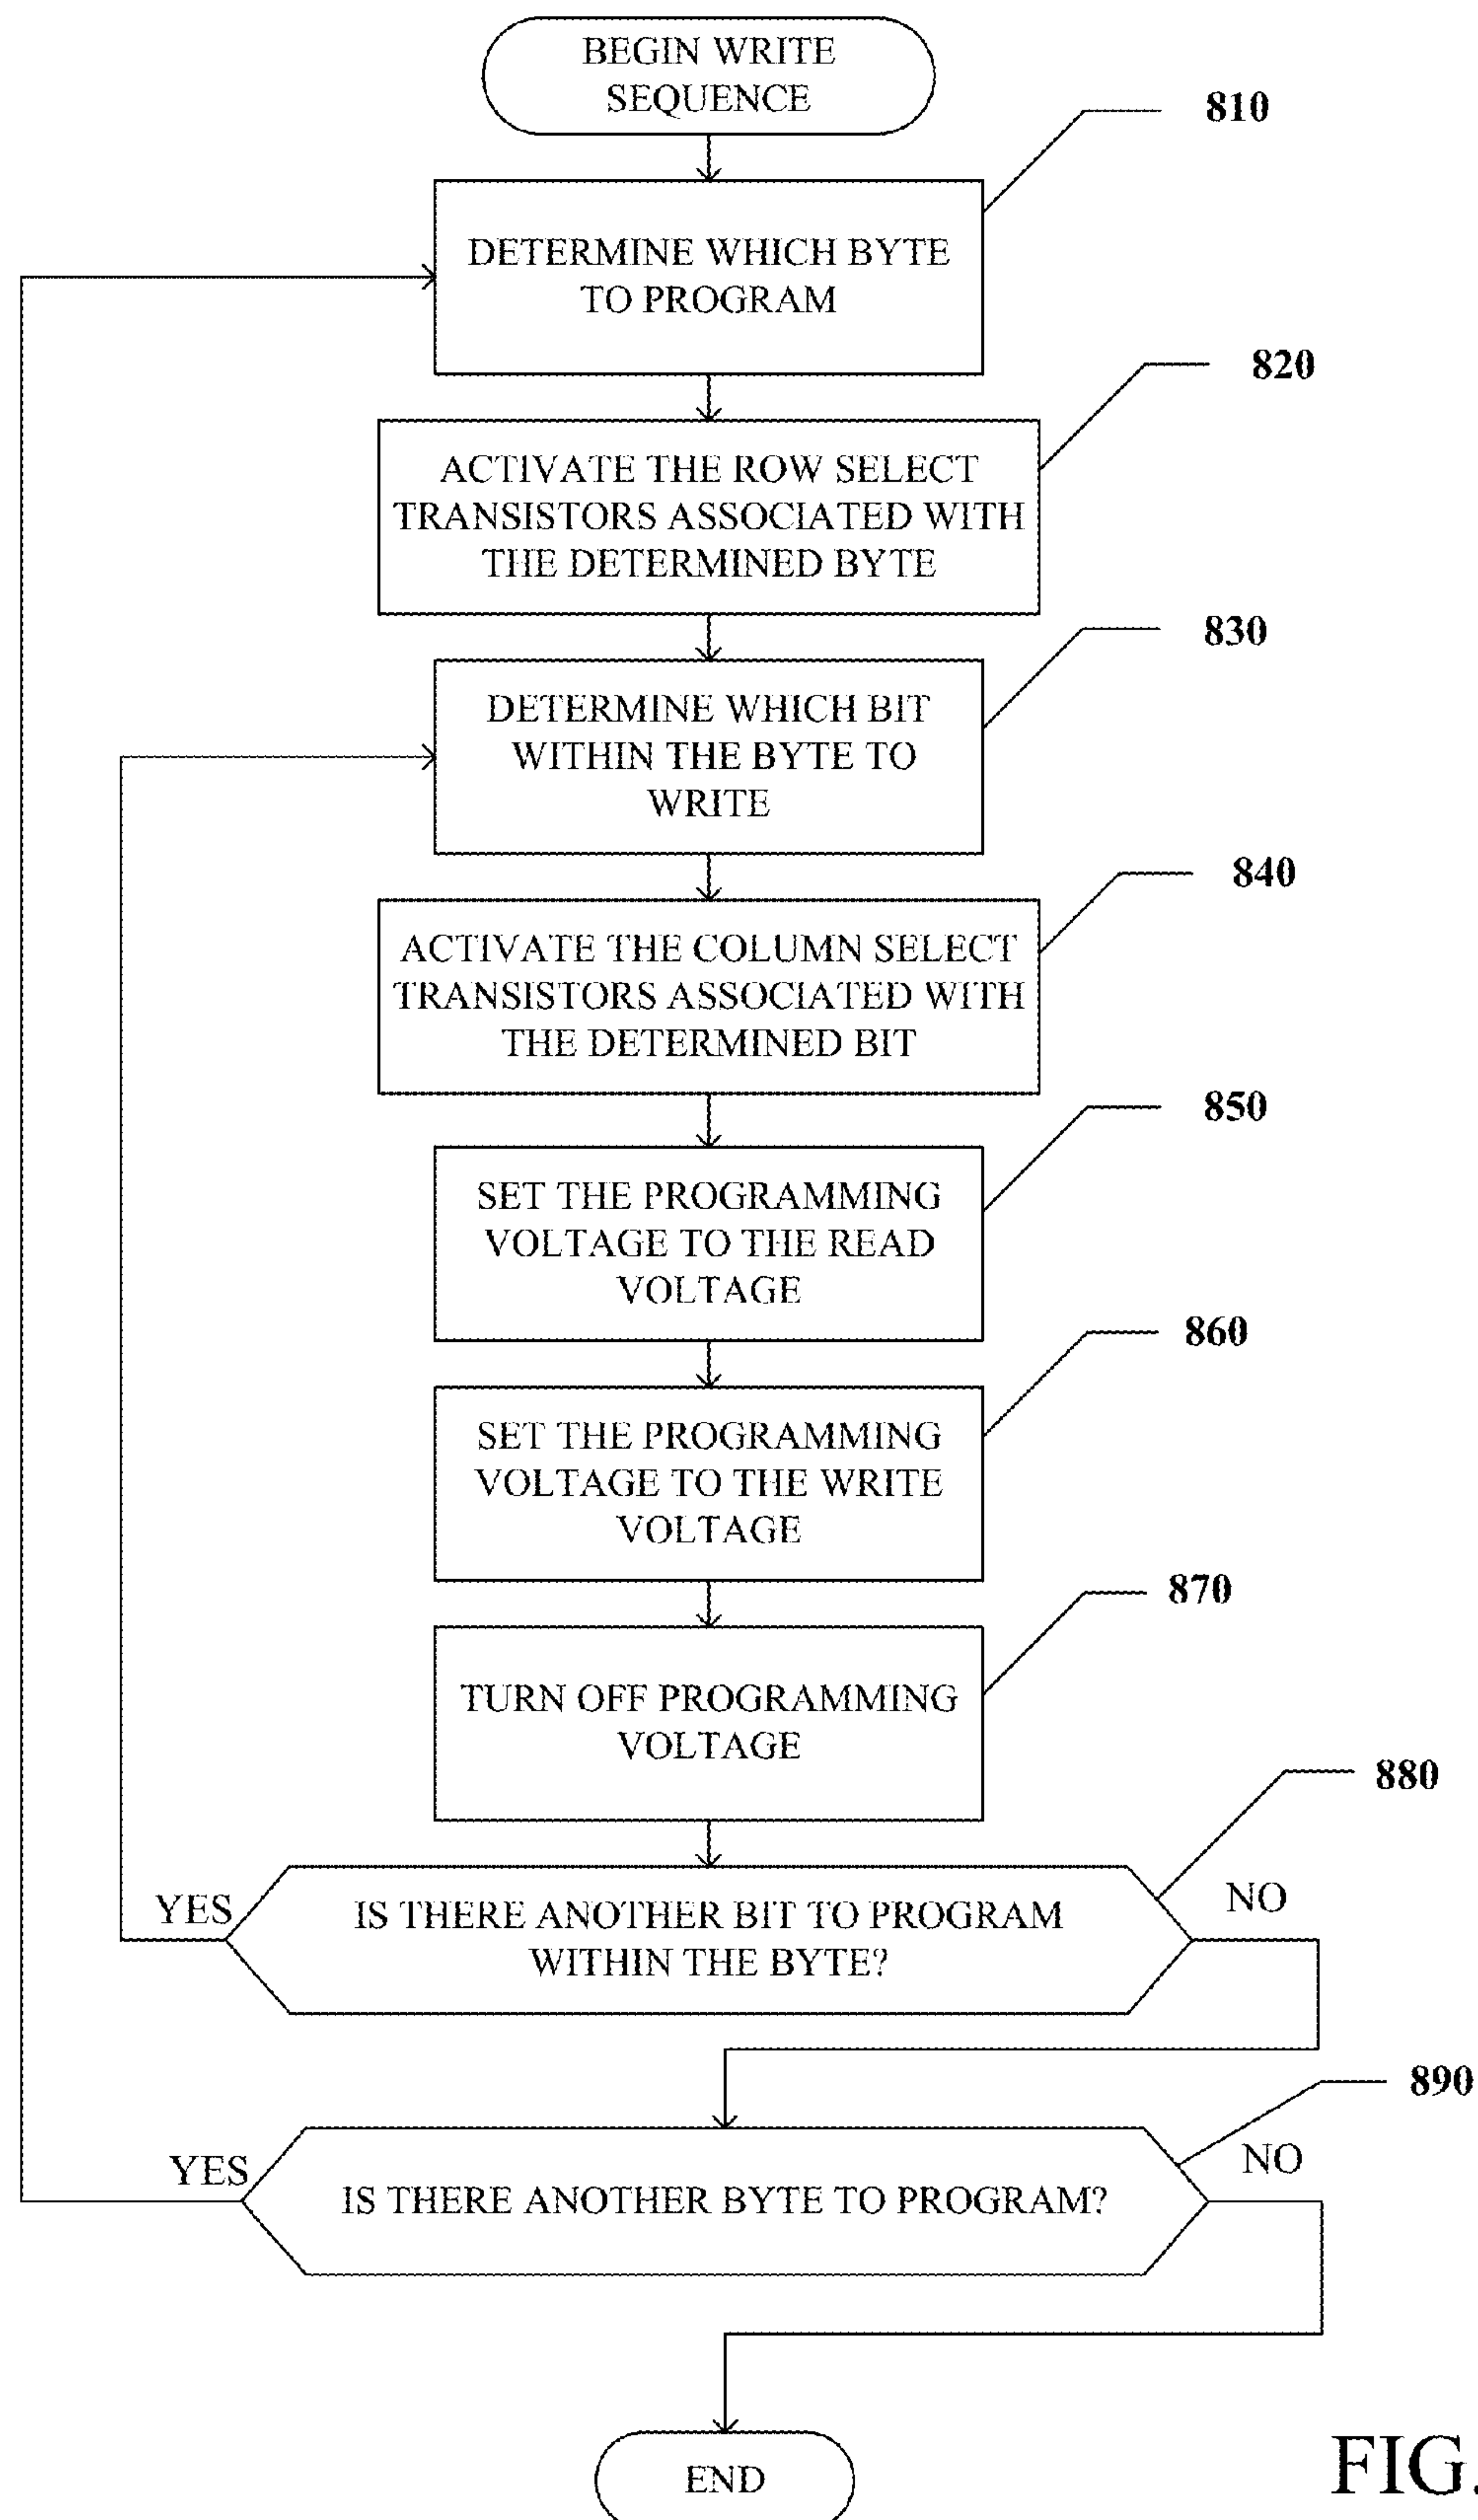 BEGIN WRITE
SEQUENCE
810
DETERMINE WHICH BYTE
TO PROGRAM
820
ACTIVATE THE ROW SELECT
TRANSISTORS ASSOCIATED WITH
THE DETERMINED BYTE
830
DETERMINE WHICH BIT
WITHIN THE BYTE TO
WRITE
840
ACTIVATE THE COLUMN SELECT
TRANSISTORS ASSOCIATED WITH
THE DETERMINED BIT
850
SET THE PROGRAMMING
VOLTAGE TO THE READ
VOLTAGE
860
SET THE PROGRAMMING
VOLTAGE TO THE WRITE
VOLTAGE
870
TURN OFF PROGRAMMING
VOLTAGE
880
YES
IS THERE ANOTHER BIT TO PROGRAM
WITHIN THE BYTE?
NO
890
YES
IS THERE ANOTHER BYTE TO PROGRAM?
NO
END
FIG.